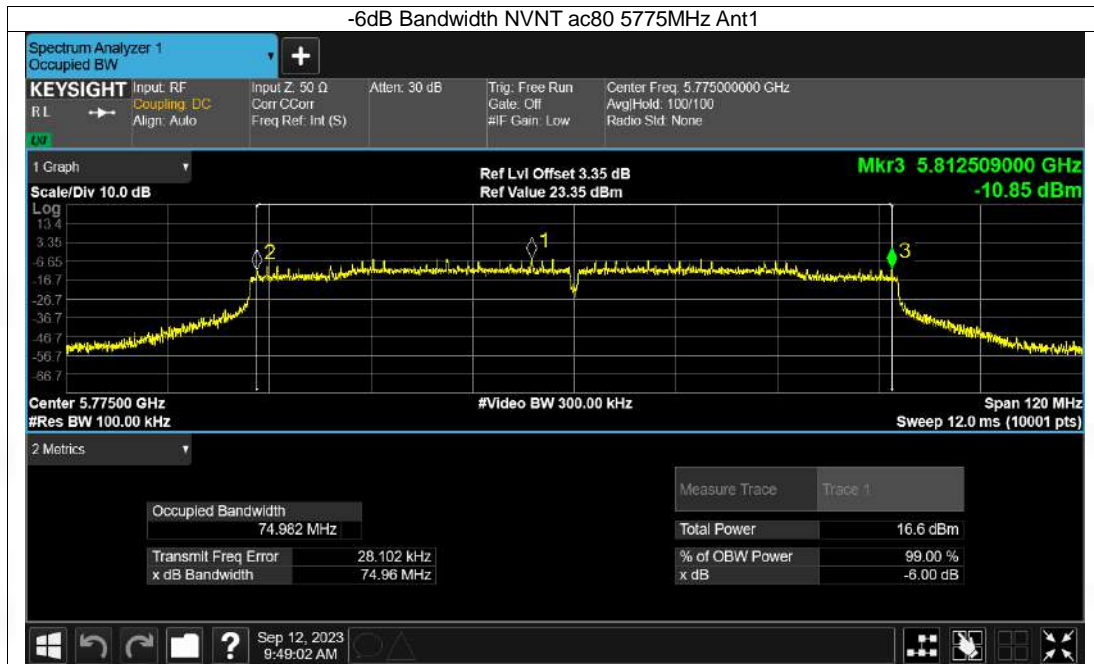 -6dB Bandwidth NVNT ac80 5775MHz Ant1
Spectrum Analyzer 1
Occupied BW
+
KEYSIGHT Input: RF Input Z: 50 Ω Atten: 30 dB Trig: Free Run Center Freq: 5.775000000 GHz
RL Coupling: DC Corr CCorr Gate: Off Avg|Hold: 100/100
Align: Auto Freq Ref: Int (S) #IF Gain: Low Radio Std: None
LXI
1 Graph Ref Lvl Offset 3.35 dB Mkr3 5.812509000 GHz
Scale/Div 10.0 dB Ref Value 23.35 dBm -10.85 dBm
Log
13.4
3.35
-6.65
-16.7
-26.7
-36.7
-46.7
-56.7
-66.7
2
1
3
Center 5.77500 GHz #Video BW 300.00 kHz Span 120 MHz
#Res BW 100.00 kHz Sweep 12.0 ms (10001 pts)
2 Metrics
Measure Trace Trace 1
Occupied Bandwidth
74.982 MHz Total Power 16.6 dBm
Transmit Freq Error 28.102 kHz % of OBW Power 99.00 %
x dB Bandwidth 74.96 MHz x dB -6.00 dB
? Sep 12, 2023
9:49:02 AM